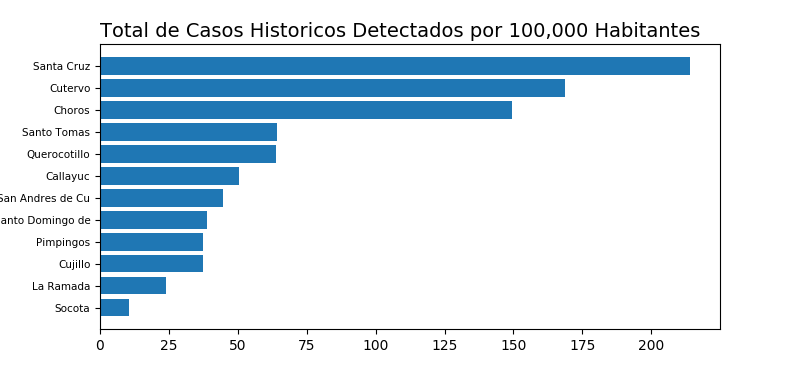 Total de Casos Historicos Detectados por 100,000 Habitantes
Santa Cruz
Cutervo
Choros
Santo Tomas
Querocotillo
Callayuc
San Andres de Cu
anto Domingo de
Pimpingos
Cujillo
La Ramada
Socota
0 25 50 75 100 125 150 175 200